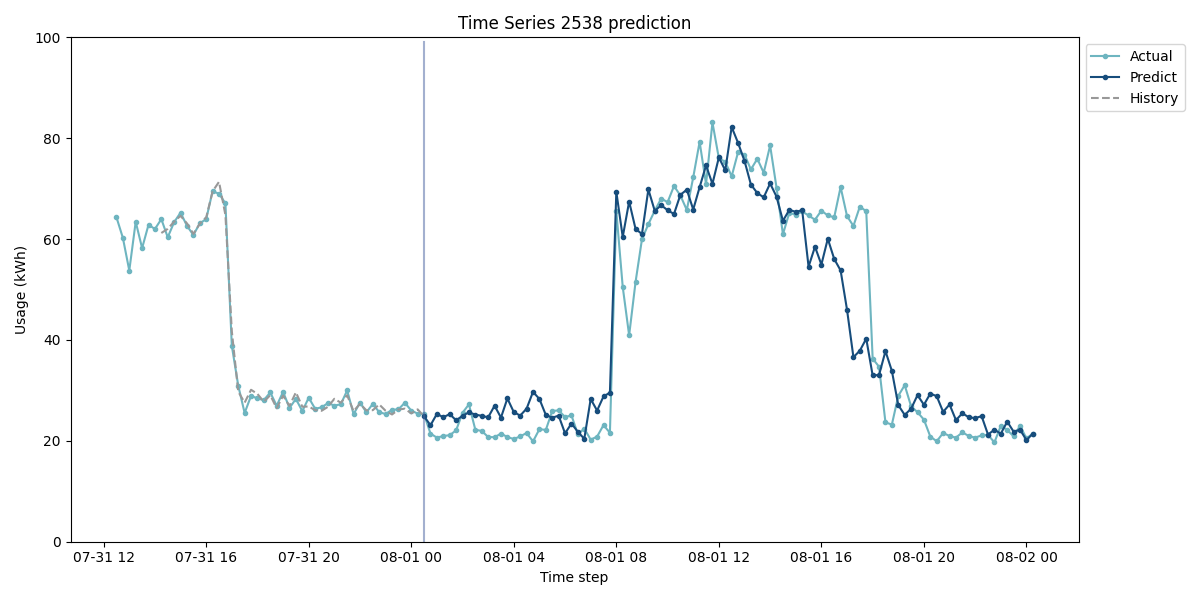 Time Series 2538 prediction
100
80
60
40
20
0
Usage (kWh)
07-31 12
07-31 16
07-31 20
08-01 00
08-01 04
08-01 08
08-01 12
08-01 16
08-01 20
08-02 00
Time step
Actual
Predict
History